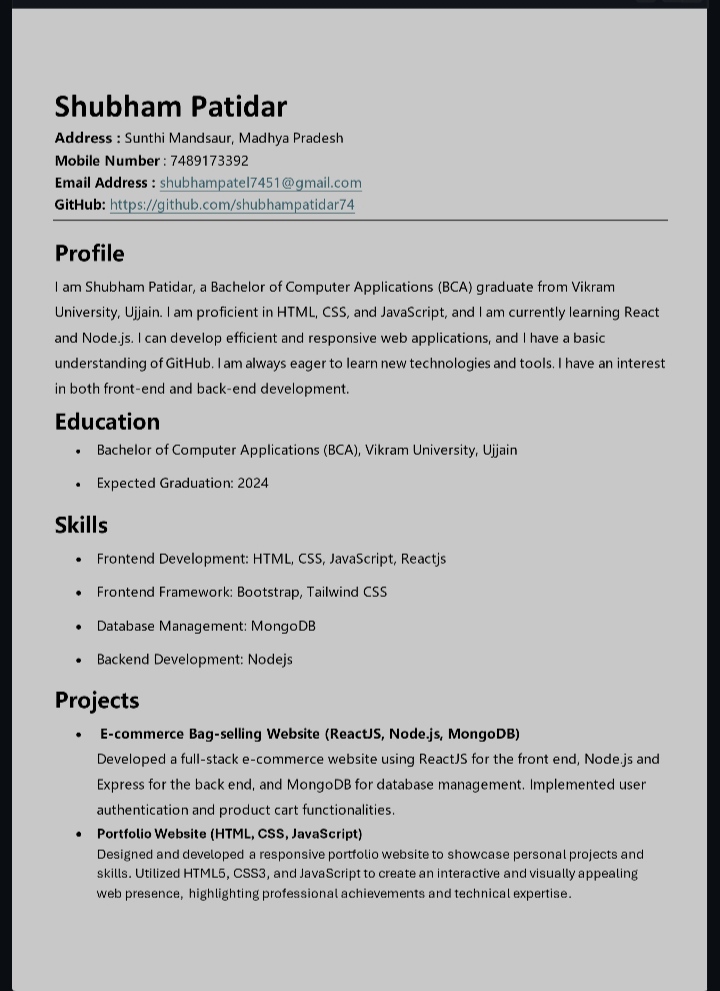 Shubham Patidar
Address : Sunthi Mandsaur, Madhya Pradesh
Mobile Number : 7489173392
Email Address : shubhampatel7451@gmail.com
GitHub: https://github.com/shubhampatidar74
Profile
I am Shubham Patidar, a Bachelor of Computer Applications (BCA) graduate from Vikram
University, Ujjain. I am proficient in HTML, CSS, and JavaScript, and I am currently learning React
and Node.js. I can develop efficient and responsive web applications, and I have a basic
understanding of GitHub. I am always eager to learn new technologies and tools. I have an interest
in both front-end and back-end development.
Education
• Bachelor of Computer Applications (BCA), Vikram University, Ujjain
• Expected Graduation: 2024
Skills
• Frontend Development: HTML, CSS, JavaScript, Reactjs
• Frontend Framework: Bootstrap, Tailwind CSS
• Database Management: MongoDB
• Backend Development: Nodejs
Projects
• E-commerce Bag-selling Website (ReactJS, Node.js, MongoDB)
Developed a full-stack e-commerce website using ReactJS for the front end, Node.js and
Express for the back end, and MongoDB for database management. Implemented user
authentication and product cart functionalities.
• Portfolio Website (HTML, CSS, JavaScript)
Designed and developed a responsive portfolio website to showcase personal projects and
skills. Utilized HTML5, CSS3, and JavaScript to create an interactive and visually appealing
web presence, highlighting professional achievements and technical expertise.